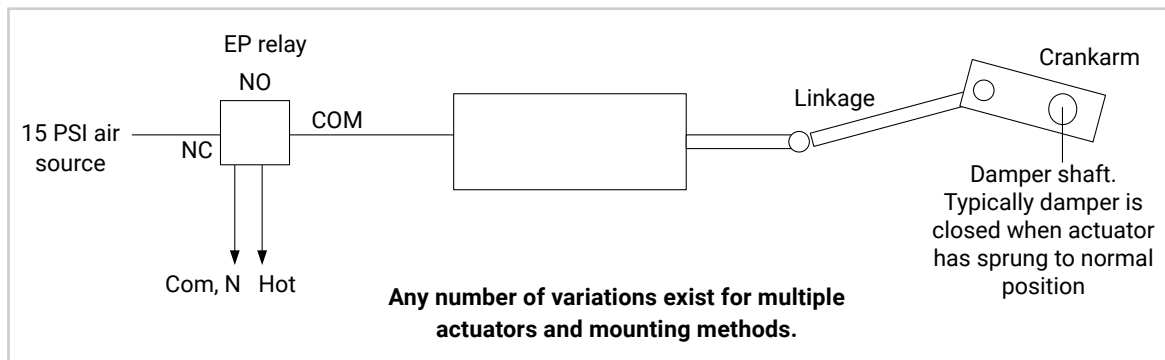 EP relay
NO
15 PSI air
source
NC
COM
Com, N
Hot
Linkage
Crankarm
Damper shaft.
Typically damper is
closed when actuator
has sprung to normal
position
Any number of variations exist for multiple
actuators and mounting methods.